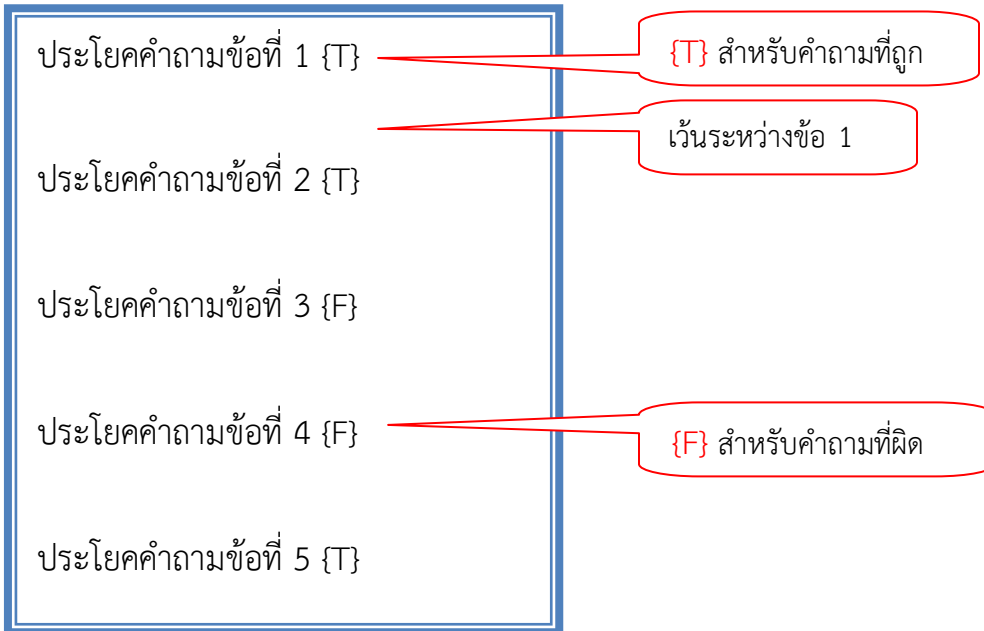 ประโยคคำถามข้อที่ 1 {T}
{T} สำหรับคำถามที่ถูก
เว้นระหว่างข้อ 1
ประโยคคำถามข้อที่ 2 {T}
ประโยคคำถามข้อที่ 3 {F}
ประโยคคำถามข้อที่ 4 {F}
{F} สำหรับคำถามที่ผิด
ประโยคคำถามข้อที่ 5 {T}